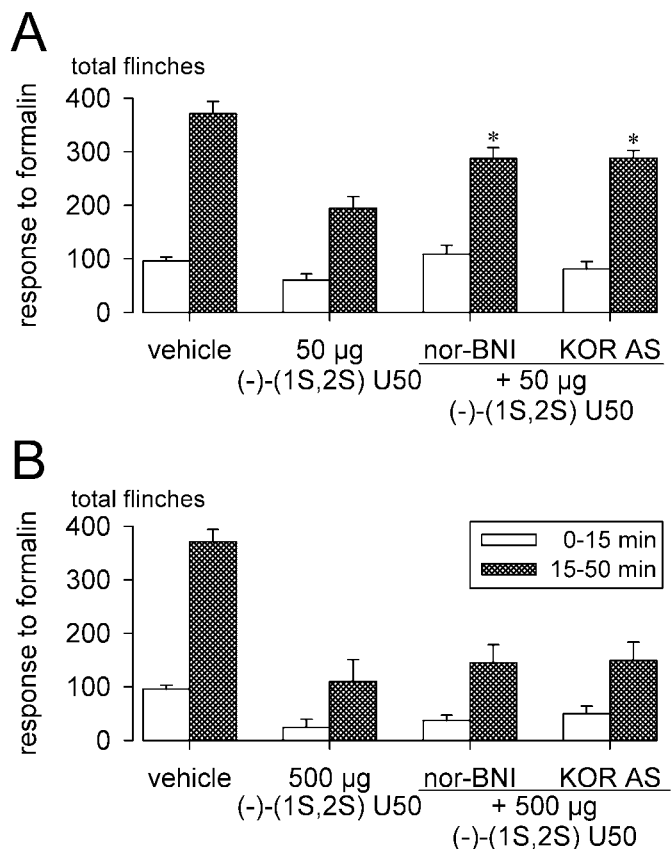 A
total flinches
response to formalin
400
300
200
100
0
*
*
vehicle
50 µg
(-)-(1S,2S) U50
nor-BNI
KOR AS
+ 50 µg
(-)-(1S,2S) U50
B
total flinches
response to formalin
400
300
200
100
0
0-15 min
15-50 min
vehicle
500 µg
(-)-(1S,2S) U50
nor-BNI
KOR AS
+ 500 µg
(-)-(1S,2S) U50